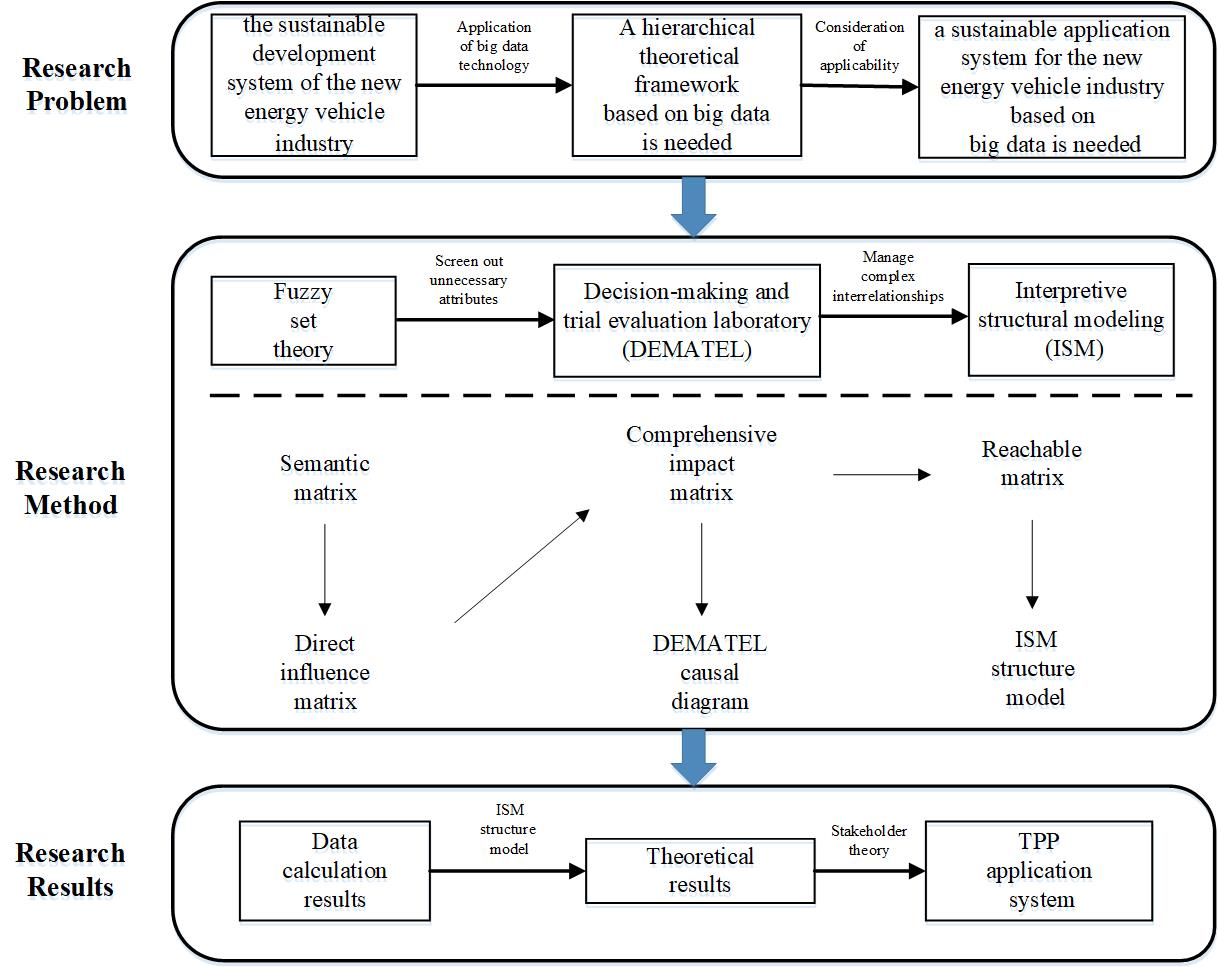 Research
Problem
the sustainable
development
system of the new
energy vehicle
industry
Application
of big data
technology
A hierarchical
theoretical
framework
based on big data
is needed
Consideration
of
applicability
a sustainable application
system for the new
energy vehicle industry
based on
big data is needed
Research
Method
Fuzzy
set
theory
Screen out
unnecessary
attributes
Decision-making and
trial evaluation laboratory
(DEMATEL)
Manage
complex
interrelationships
Interpretive
structural modeling
(ISM)
Semantic
matrix
Comprehensive
impact
matrix
Reachable
matrix
Direct
influence
matrix
DEMATEL
causal
diagram
ISM
structure
model
Research
Results
Data
calculation
results
ISM
structure
model
Theoretical
results
Stakeholder
theory
TPP
application
system